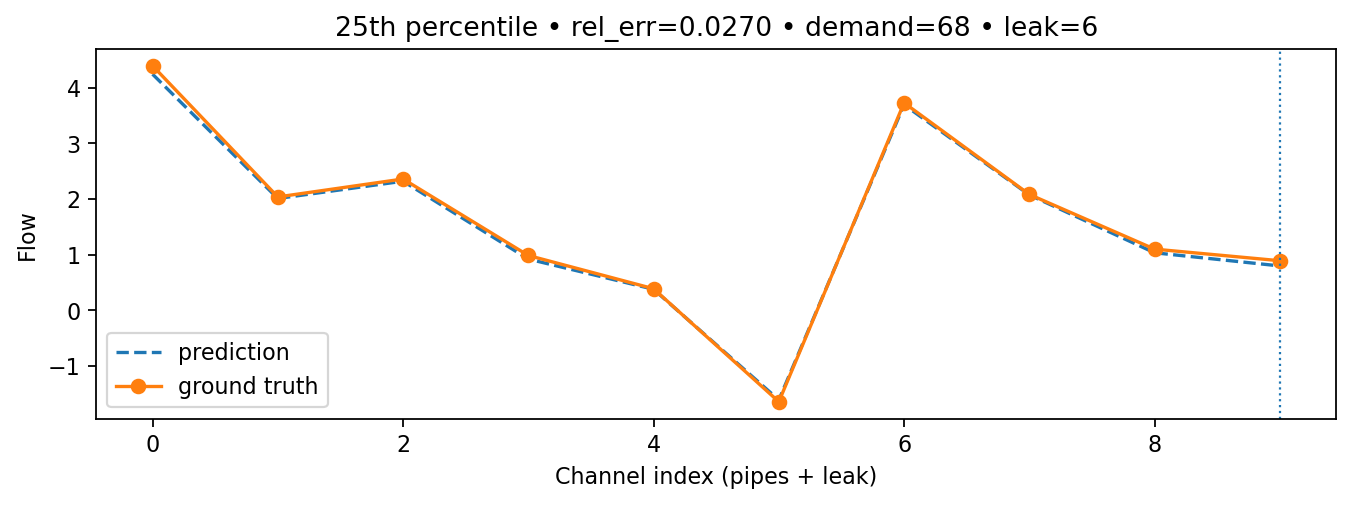 25th percentile • rel_err=0.0270 • demand=68 • leak=6
Flow
4
3
2
1
0
−1
prediction
ground truth
0 2 4 6 8
Channel index (pipes + leak)